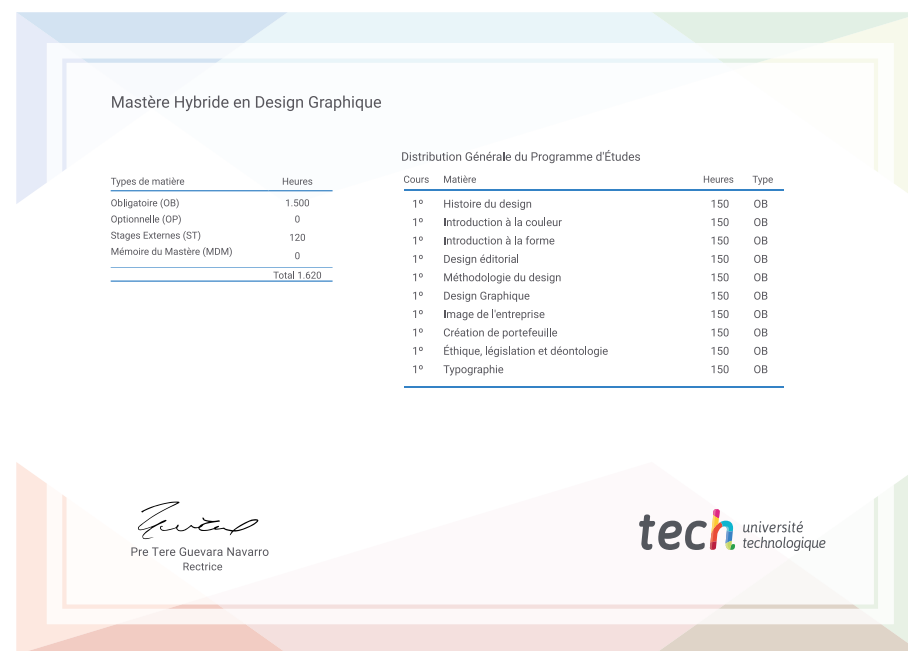 Mastère Hybride en Design Graphique
Types de matière Heures
Obligatoire (OB) 1.500
Optionnelle (OP) 0
Stages Externes (ST) 120
Mémoire du Mastère (MDM) 0
Total 1.620
Distribution Générale du Programme d'Études
Cours Matière Heures Type
1º Histoire du design 150 OB
1º Introduction à la couleur 150 OB
1º Introduction à la forme 150 OB
1º Design éditorial 150 OB
1º Méthodologie du design 150 OB
1º Design Graphique 150 OB
1º Image de l'entreprise 150 OB
1º Création de portefeuille 150 OB
1º Éthique, législation et déontologie 150 OB
1º Typographie 150 OB
Pre Tere Guevara Navarro
Rectrice
tech université
technologique